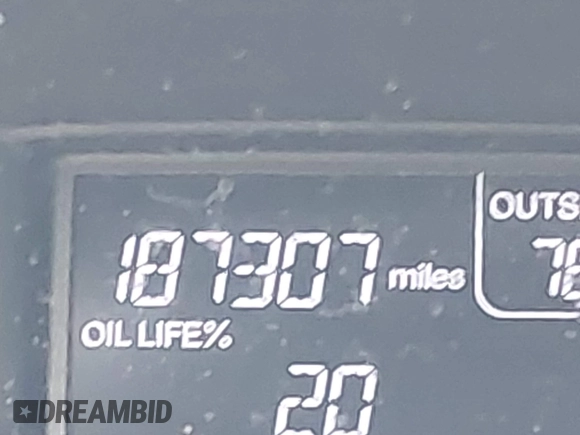 OUTS
187307 miles
OIL LIFE%
20
DREAMBID